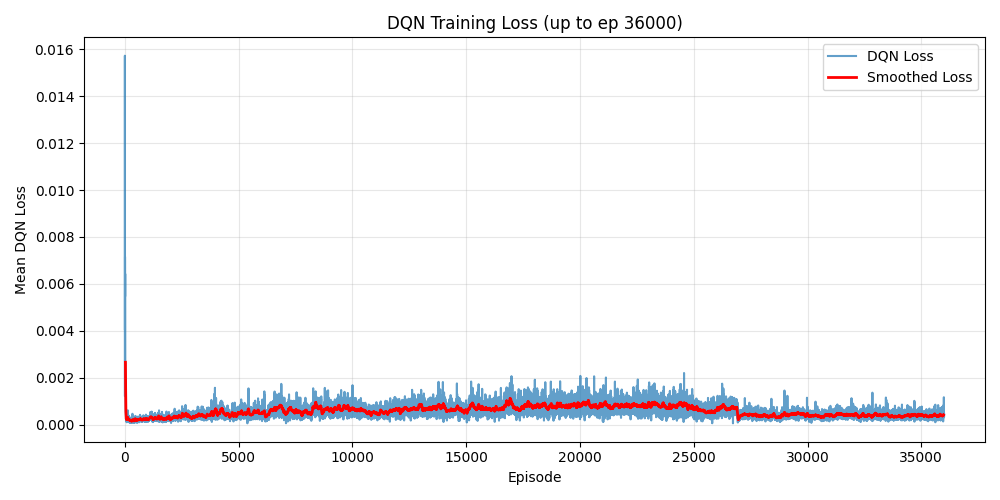 DQN Training Loss (up to ep 36000)
DQN Loss
Smoothed Loss
Mean DQN Loss
0.016
0.014
0.012
0.010
0.008
0.006
0.004
0.002
0.000
0 5000 10000 15000 20000 25000 30000 35000
Episode